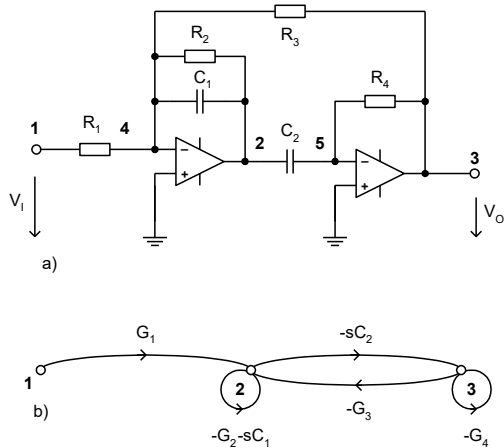 R3
R2
C1
R4
1
R1
4
2
C2
5
3
−
+
−
+
VI
VO
a)
G1
-sC2
1
2
3
-G3
b)
-G2-sC1
-G4